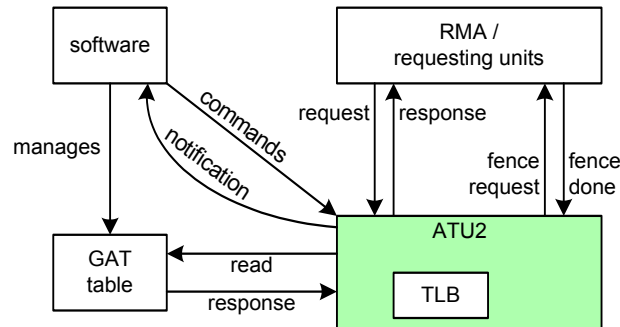 software
RMA /
requesting units
commands
request
response
manages
notification
fence
request
fence
done
ATU2
GAT
table
read
response
TLB